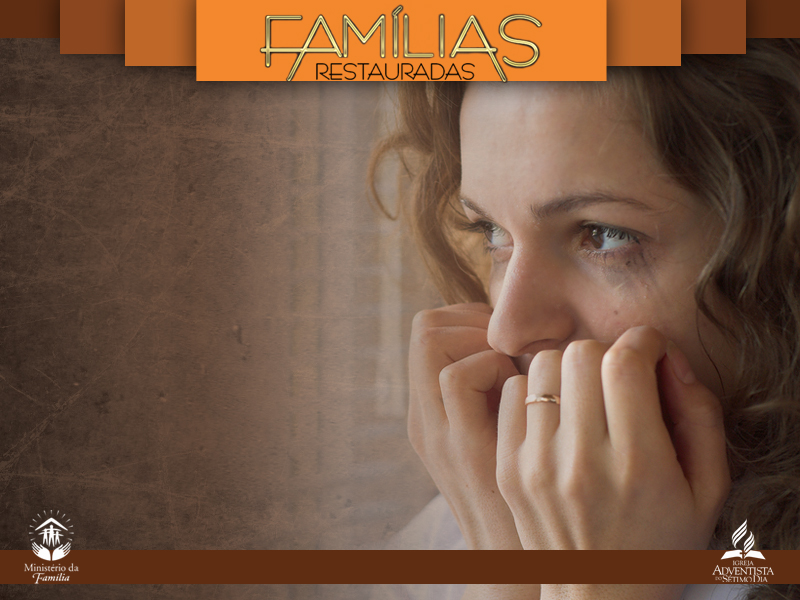 FAMÍLIAS
RESTAURADAS
Ministério da
Família
IGREJA
ADVENTISTA
DO SÉTIMO DIA